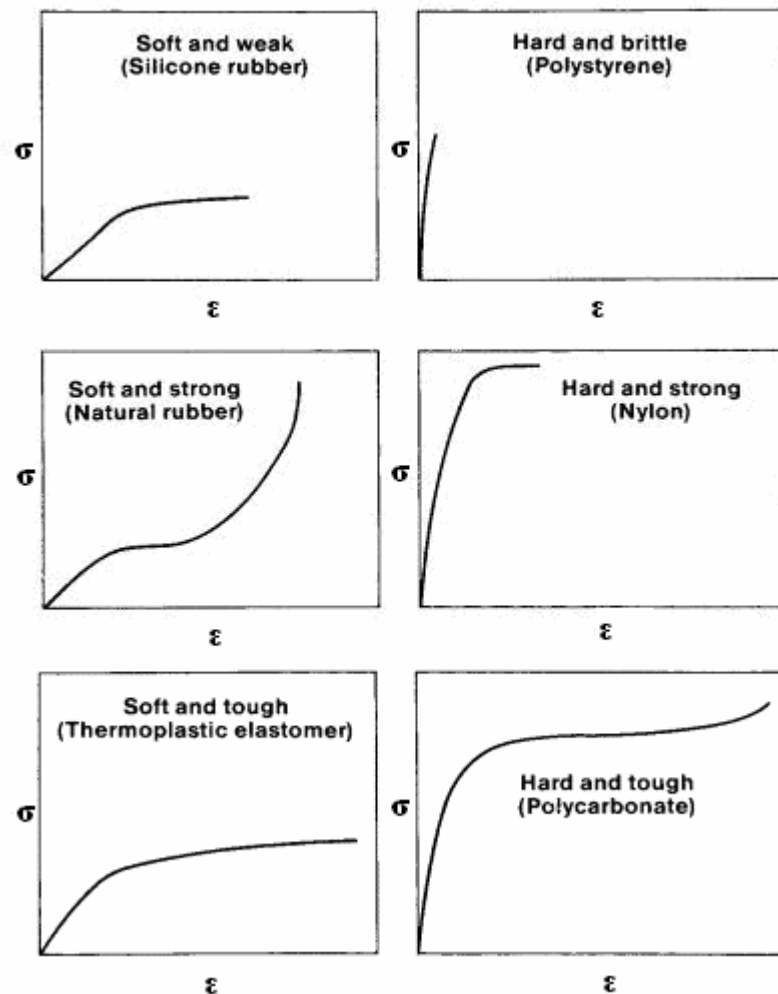 Soft and weak
(Silicone rubber)
σ
ε
Hard and brittle
(Polystyrene)
σ
ε
Soft and strong
(Natural rubber)
σ
ε
Hard and strong
(Nylon)
σ
ε
Soft and tough
(Thermoplastic elastomer)
σ
ε
Hard and tough
(Polycarbonate)
σ
ε